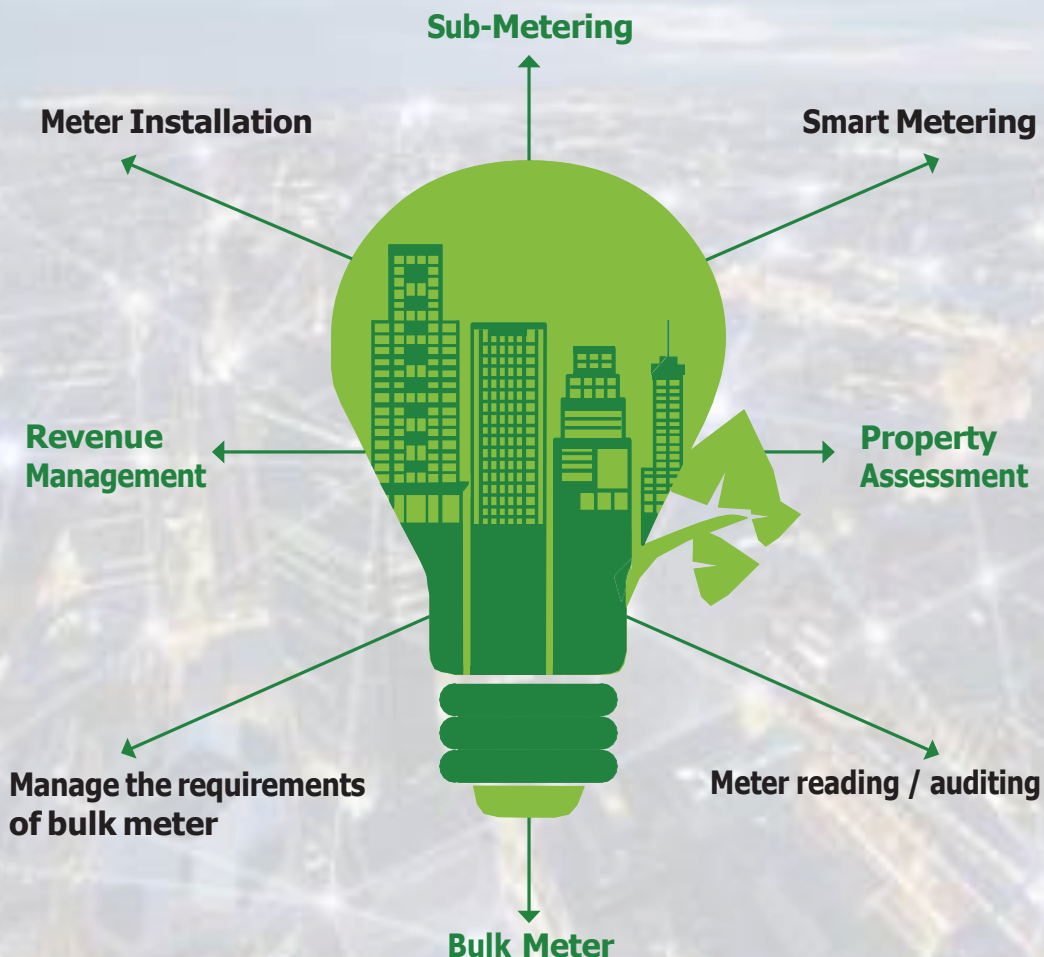 Sub-Metering
Meter Installation
Smart Metering
Revenue
Management
Property
Assessment
Manage the requirements
of bulk meter
Meter reading / auditing
Bulk Meter